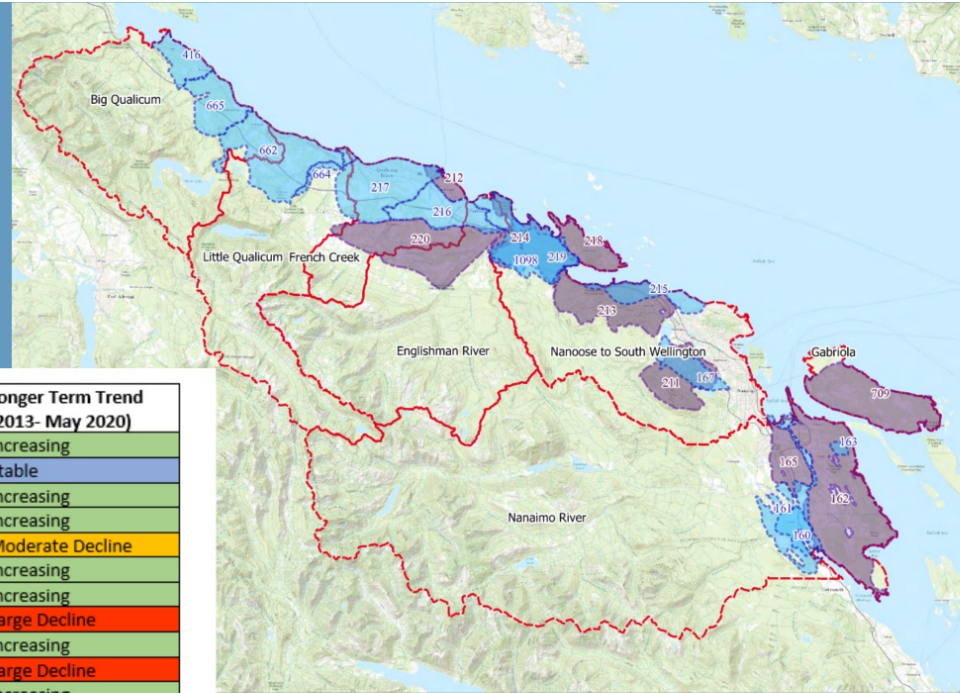 416
Big Qualicum
665
662
664
212
217
216
220
214
218
1098
219
Little Qualicum
French Creek
215
213
Englishman River
Nanoose to South Wellington
Gabriola
167
211
709
163
165
162
Nanaimo River
161
160
onger Term Trend
2013- May 2020)
ncreasing
table
ncreasing
ncreasing
Moderate Decline
ncreasing
ncreasing
arge Decline
ncreasing
arge Decline